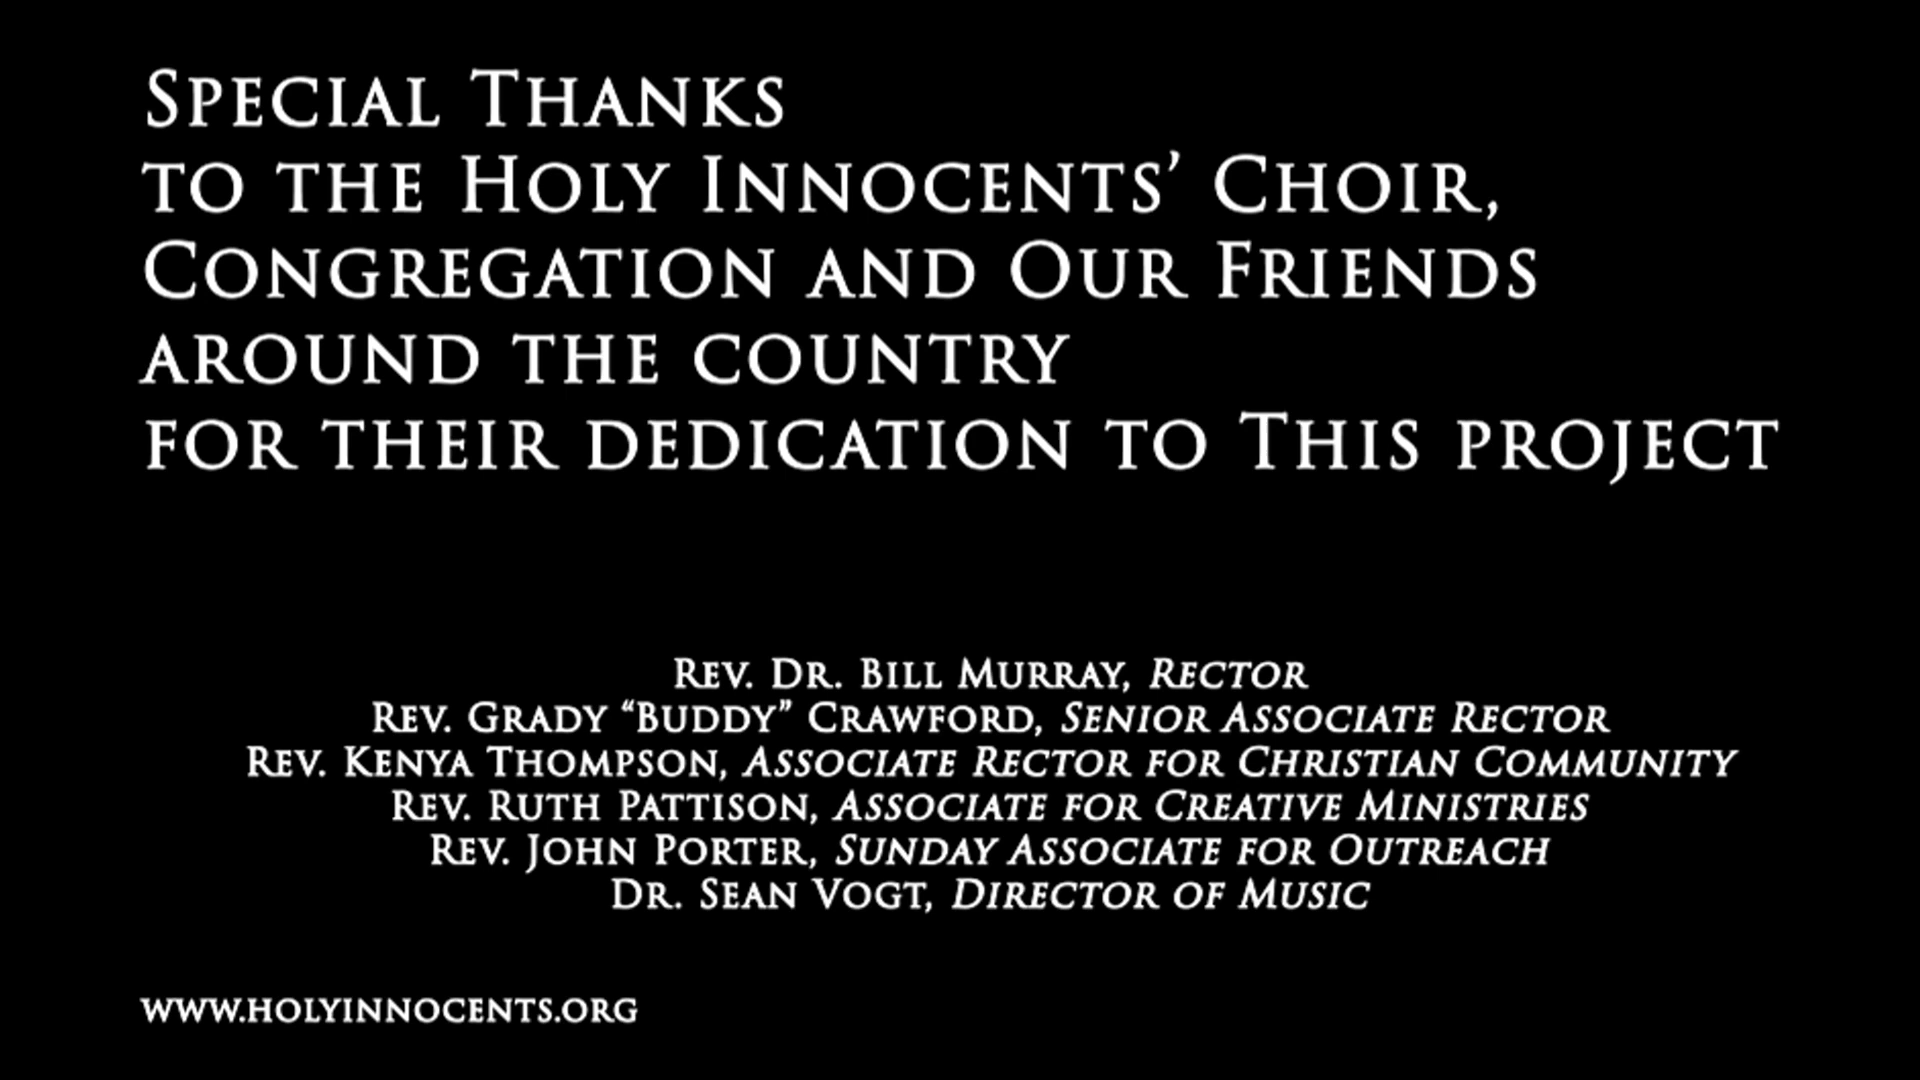 Special Thanks
to the Holy Innocents’ Choir,
Congregation and Our Friends
around the country
for their dedication to This project
Rev. Dr. Bill Murray, Rector
Rev. Grady “Buddy” Crawford, Senior Associate Rector
Rev. Kenya Thompson, Associate Rector for Christian Community
Rev. Ruth Pattison, Associate for Creative Ministries
Rev. John Porter, Sunday Associate for Outreach
Dr. Sean Vogt, Director of Music
www.holyinnocents.org